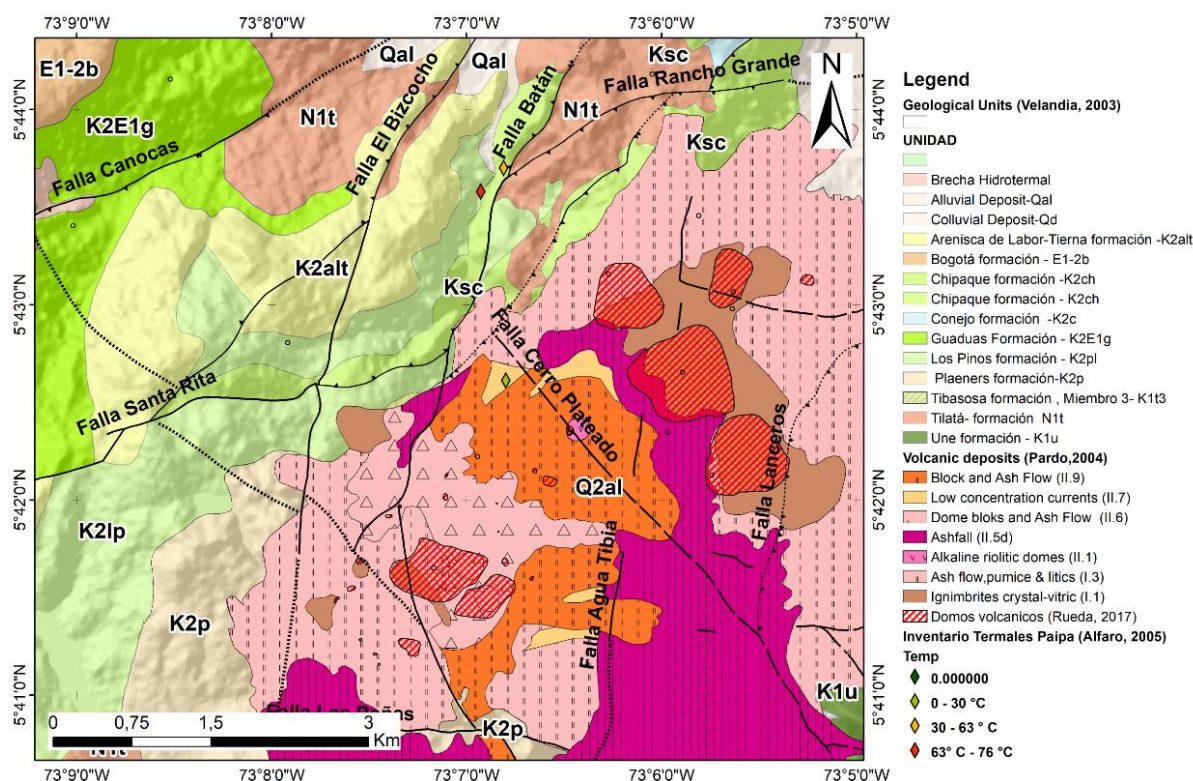 73°9'0"W 73°8'0"W 73°7'0"W 73°6'0"W 73°5'0"W
E1-2b
Qal
Qal
Ksc
Falla Rancho Grande
N
5°44'0"N
5°44'0"N
K2E1g
N1t
Falla El Bizcocho
Falla Batán
N1t
Ksc
Falla Canocas
K2alt
Ksc
5°43'0"N
5°43'0"N
Falla Cerro Plateado
Falla Santa Rita
Falla Lanceros
Q2al
5°42'0"N
5°42'0"N
K2lp
Falla Agua Tibia
K2p
K1u
5°41'0"N
5°41'0"N
K2p
0 0,75 1,5 3
Km
N1t
73°9'0"W 73°8'0"W 73°7'0"W 73°6'0"W 73°5'0"W
Legend
Geological Units (Velandia, 2003)
UNIDAD
Brecha Hidrotermal
Alluvial Deposit-Qal
Colluvial Deposit-Qd
Arenisca de Labor-Tierna formación -K2alt
Bogotá formación - E1-2b
Chipaque formación -K2ch
Chipaque formación - K2ch
Conejo formación -K2c
Guaduas Formación - K2E1g
Los Pinos formación - K2pl
Plaeners formación-K2p
Tibasosa formación , Miembro 3- K1t3
Tilatá- formación N1t
Une formación - K1u
Volcanic deposits (Pardo,2004)
Block and Ash Flow (II.9)
Low concentration currents (II.7)
Dome bloks and Ash Flow (II.6)
Ashfall (II.5d)
Alkaline riolitic domes (II.1)
Ash flow,pumice & litics (I.3)
Ignimbrites crystal-vitric (I.1)
Domos volcanicos (Rueda, 2017)
Inventario Termales Paipa (Alfaro, 2005)
Temp
0.000000
0 - 30 °C
30 - 63 ° C
63° C - 76 °C